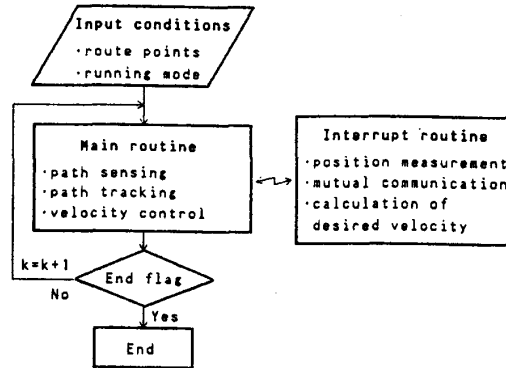 Input conditions
·route points
·running mode
Main routine
·path sensing
·path tracking
·velocity control
Interrupt routine
·position measurement
·mutual communication
·calculation of
desired velocity
k=k+1
End flag
No
Yes
End